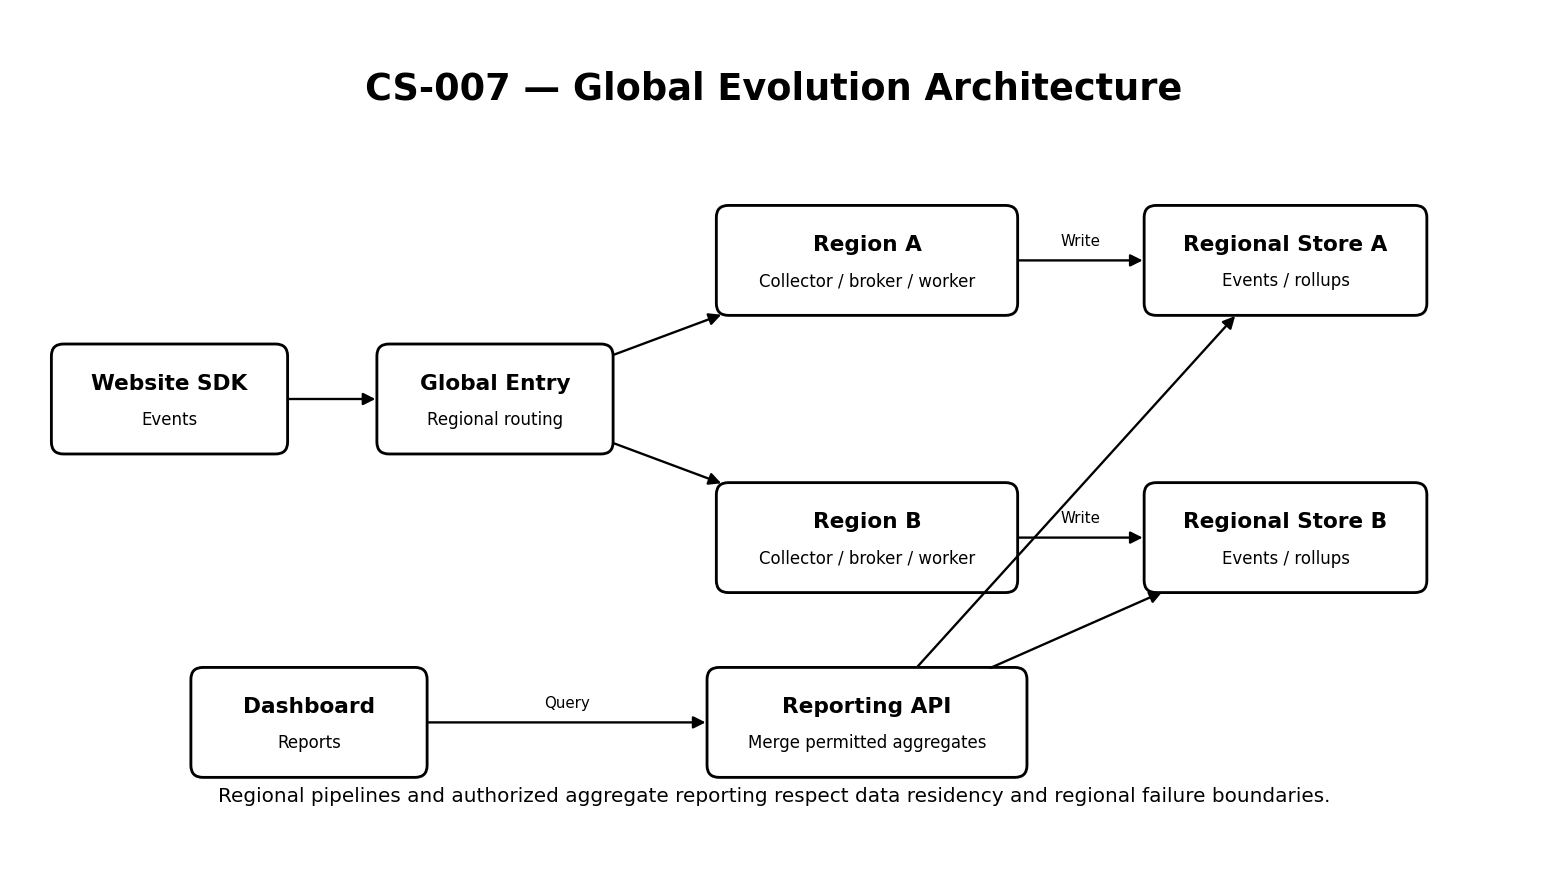 CS-007 — Global Evolution Architecture
Region A
Collector / broker / worker
Write
Regional Store A
Events / rollups
Website SDK
Events
Global Entry
Regional routing
Region B
Collector / broker / worker
Write
Regional Store B
Events / rollups
Dashboard
Reports
Query
Reporting API
Merge permitted aggregates
Regional pipelines and authorized aggregate reporting respect data residency and regional failure boundaries.